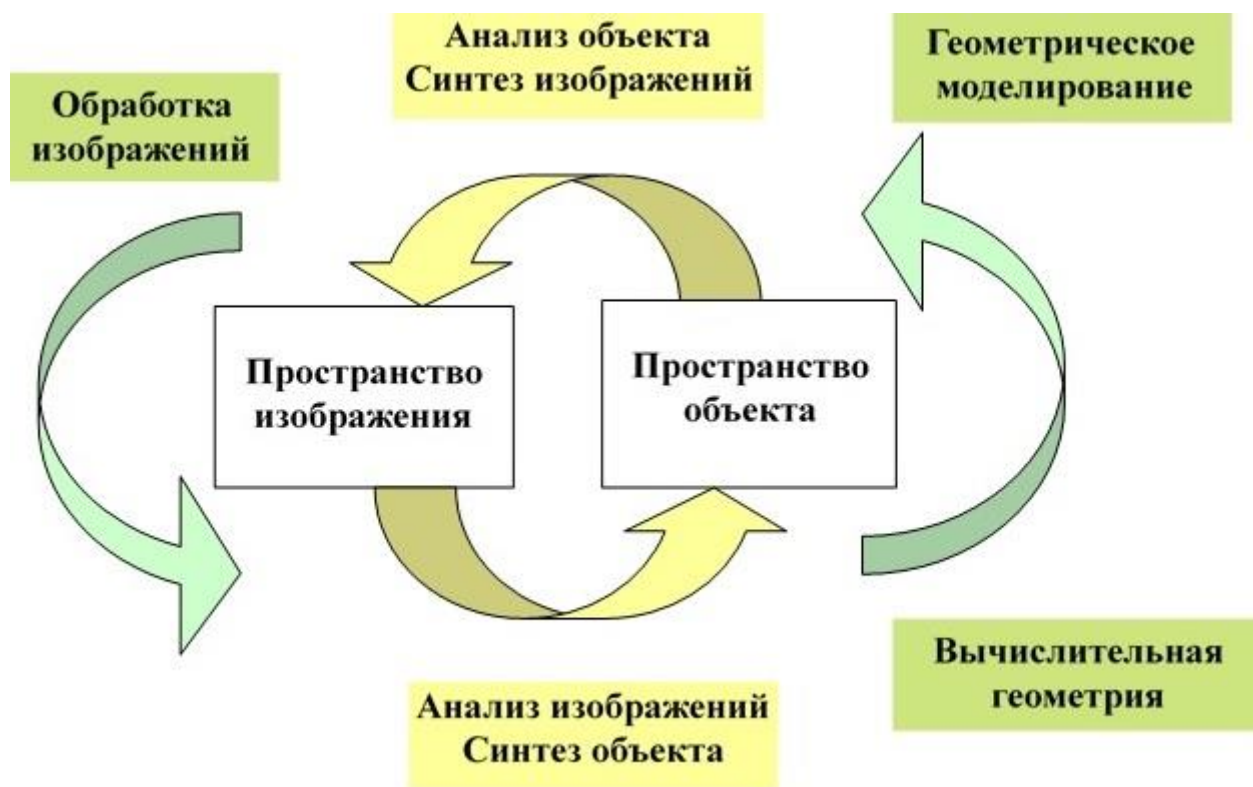 Анализ объекта
Синтез изображений
Геометрическое
моделирование
Обработка
изображений
Пространство
изображения
Пространство
объекта
Вычислительная
геометрия
Анализ изображений
Синтез объекта